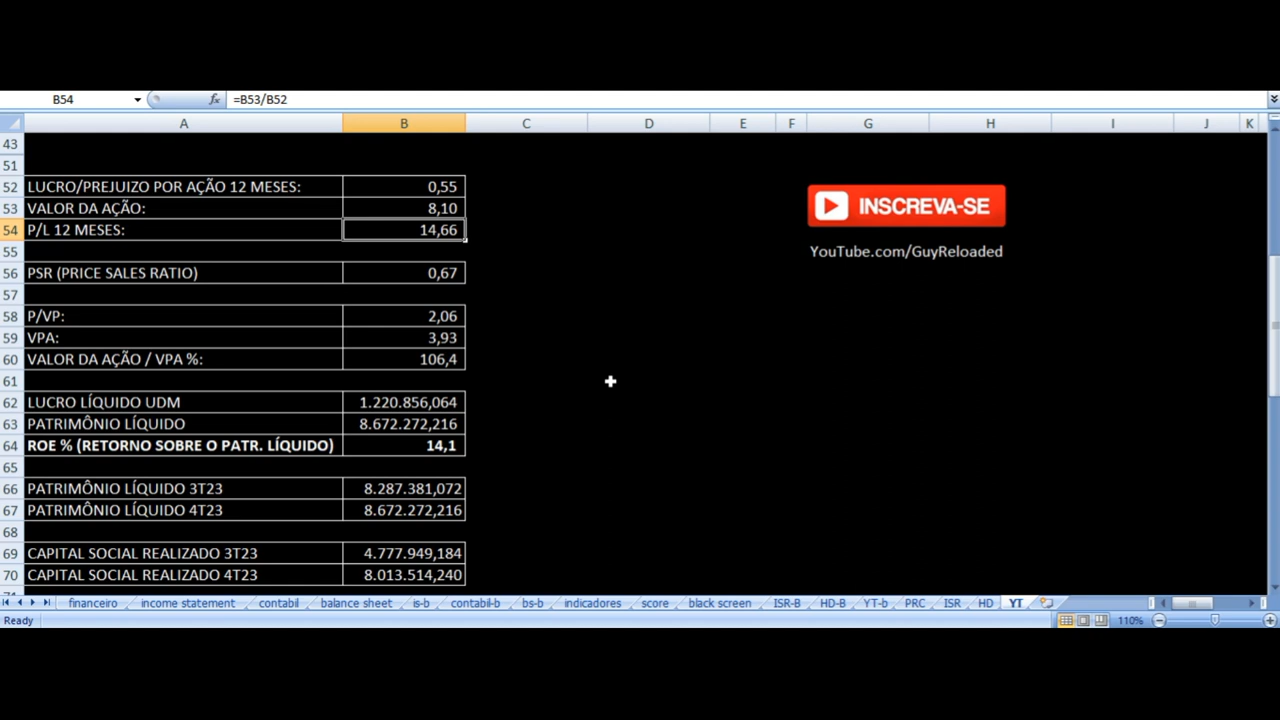 B54 fx =B53/B52
A B C D E F G H I J K
43
51
52 LUCRO/PREJUIZO POR AÇÃO 12 MESES: 0,55
53 VALOR DA AÇÃO: 8,10
INSCREVA-SE
54 P/L 12 MESES: 14,66
55
YouTube.com/GuyReloaded
56 PSR (PRICE SALES RATIO) 0,67
57
58 P/VP: 2,06
59 VPA: 3,93
60 VALOR DA AÇÃO / VPA %: 106,4
61
62 LUCRO LÍQUIDO UDM 1.220.856,064
63 PATRIMÔNIO LÍQUIDO 8.672.272,216
64 ROE % (RETORNO SOBRE O PATR. LÍQUIDO) 14,1
65
66 PATRIMÔNIO LÍQUIDO 3T23 8.287.381,072
67 PATRIMÔNIO LÍQUIDO 4T23 8.672.272,216
68
69 CAPITAL SOCIAL REALIZADO 3T23 4.777.949,184
70 CAPITAL SOCIAL REALIZADO 4T23 8.013.514,240
financeiro income statement contabil balance sheet is-b contabil-b bs-b indicadores score black screen ISR-B HD-B YT-b PRC ISR HD YT
Ready 110%